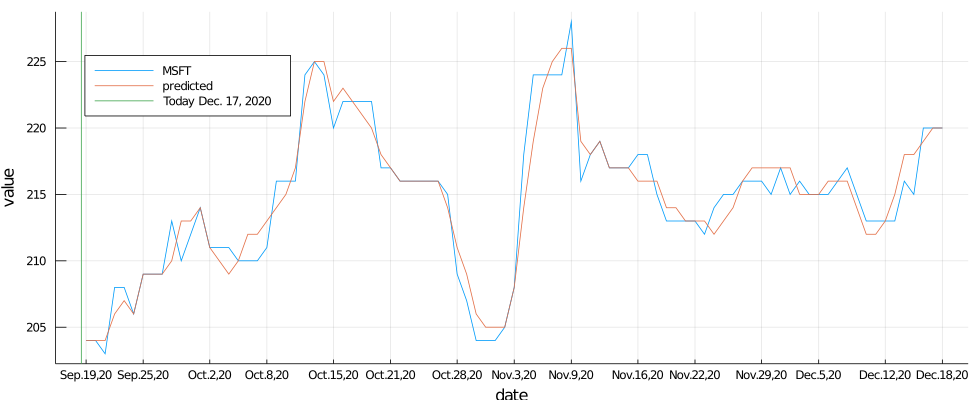 MSFT
predicted
Today Dec. 17, 2020
225
220
215
210
205
value
Sep.19,20 Sep.25,20 Oct.2,20 Oct.8,20 Oct.15,20 Oct.21,20 Oct.28,20 Nov.3,20 Nov.9,20 Nov.16,20 Nov.22,20 Nov.29,20 Dec.5,20 Dec.12,20 Dec.18,20
date